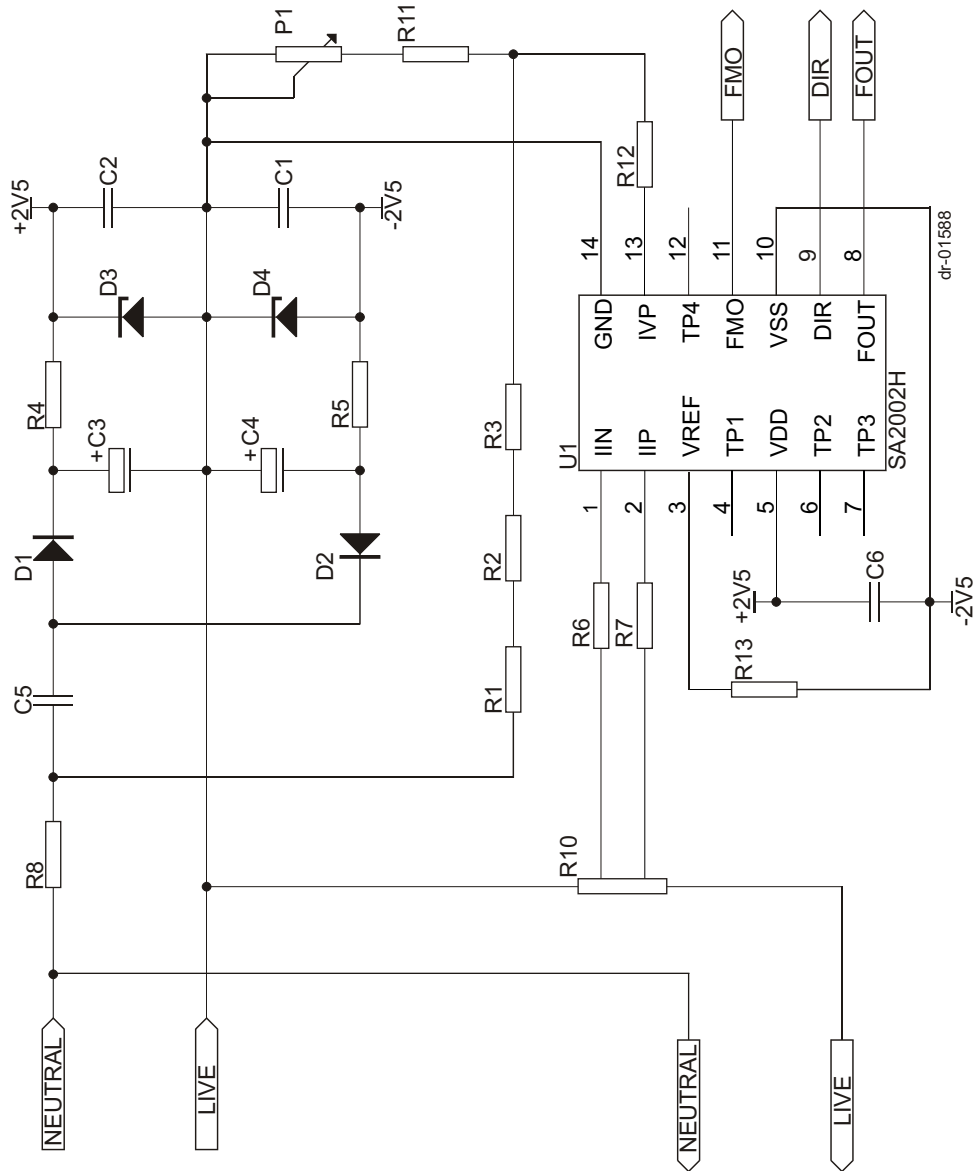 NEUTRAL
LIVE
NEUTRAL
LIVE
R8
C5
D1
D2
+C3
+C4
R4
R5
D3
D4
+2V5
-2V5
C2
C1
P1
R11
R1
R2
R3
R12
R10
R6
R7
R13
+2V5
C6
-2V5
U1
IIN
IIP
VREF
TP1
VDD
TP2
TP3
GND
IVP
TP4
FMO
VSS
DIR
FOUT
SA2002H
1
2
3
4
5
6
7
14
13
12
11
10
9
8
FMO
DIR
FOUT
dr-01588